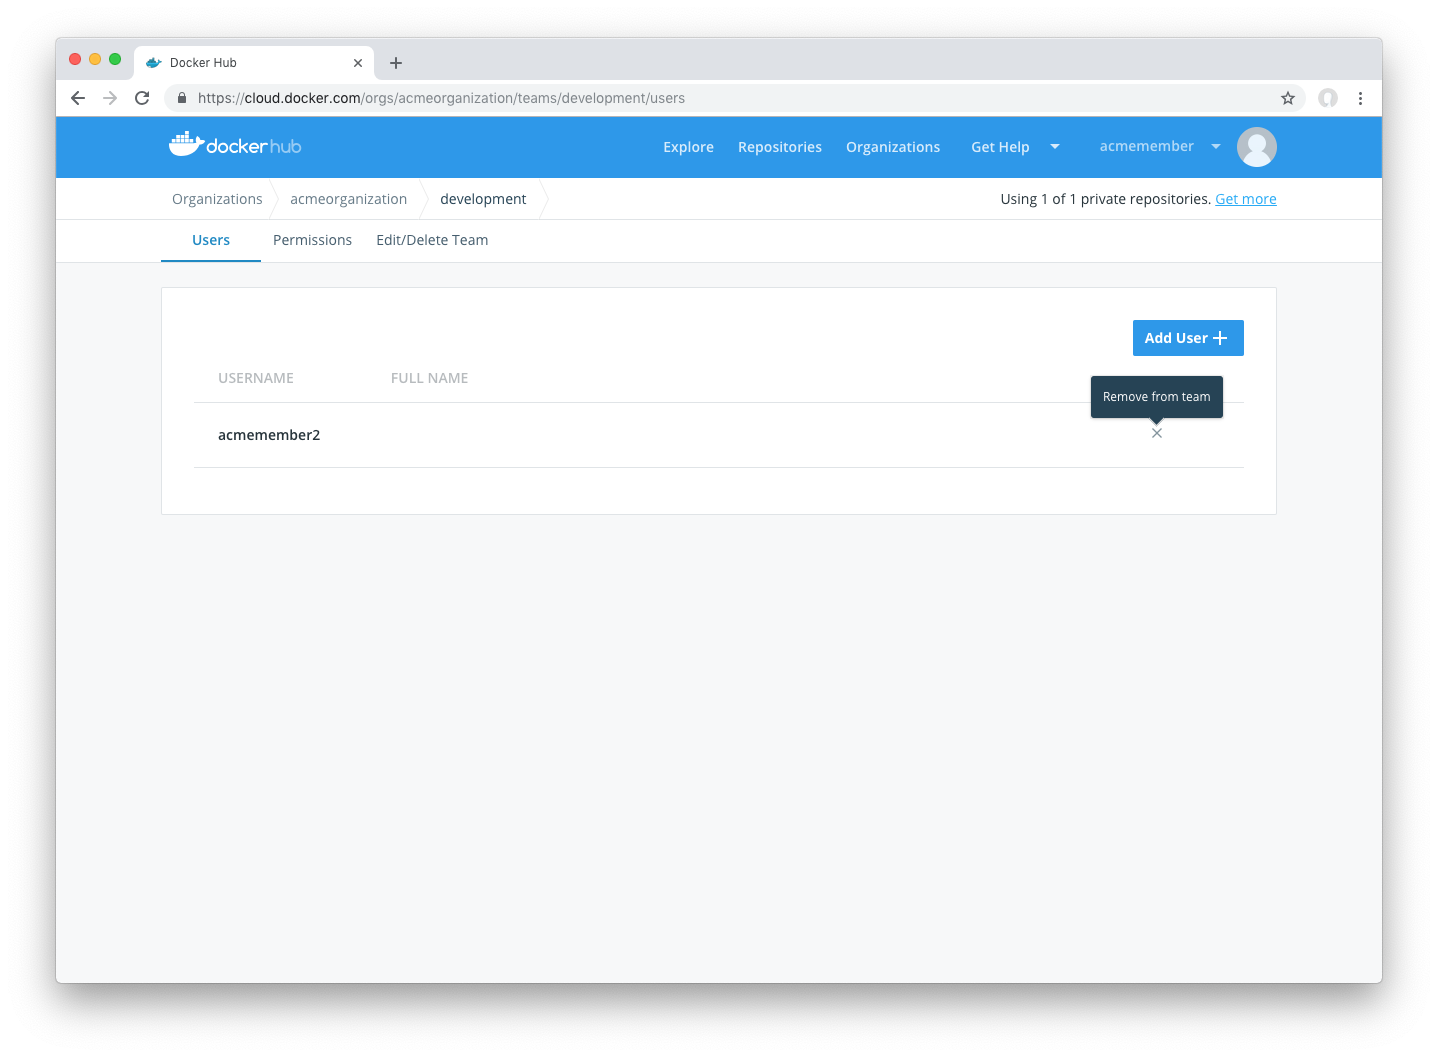 Docker Hub
https://cloud.docker.com/orgs/acmeorganization/teams/development/users
dockerhub Explore Repositories Organizations Get Help acmemember
Organizations acmeorganization development Using 1 of 1 private repositories. Get more
Users Permissions Edit/Delete Team
Add User
USERNAME FULL NAME
Remove from team
acmemember2